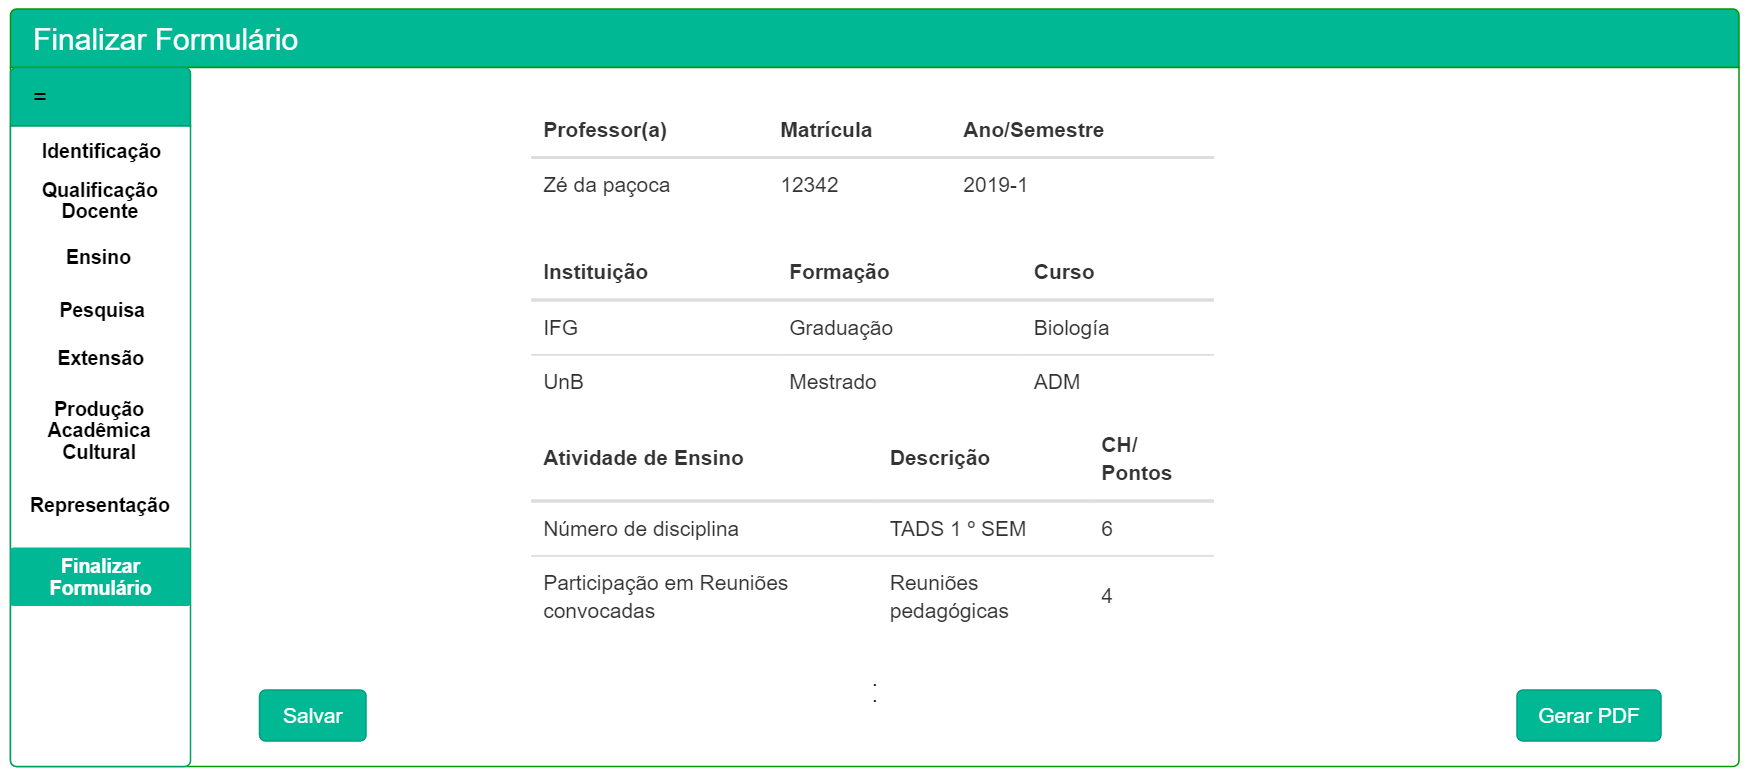 Finalizar Formulário
=
Identificação
Qualificação
Docente
Ensino
Pesquisa
Extensão
Produção
Acadêmica
Cultural
Representação
Finalizar
Formulário
Professor(a) Matrícula Ano/Semestre
Zé da paçoca 12342 2019-1
Instituição Formação Curso
IFG Graduação Biología
UnB Mestrado ADM
Atividade de Ensino Descrição CH/
Pontos
Número de disciplina TADS 1 º SEM 6
Participação em Reuniões
convocadas
Reuniões
pedagógicas
4
:
Salvar
Gerar PDF